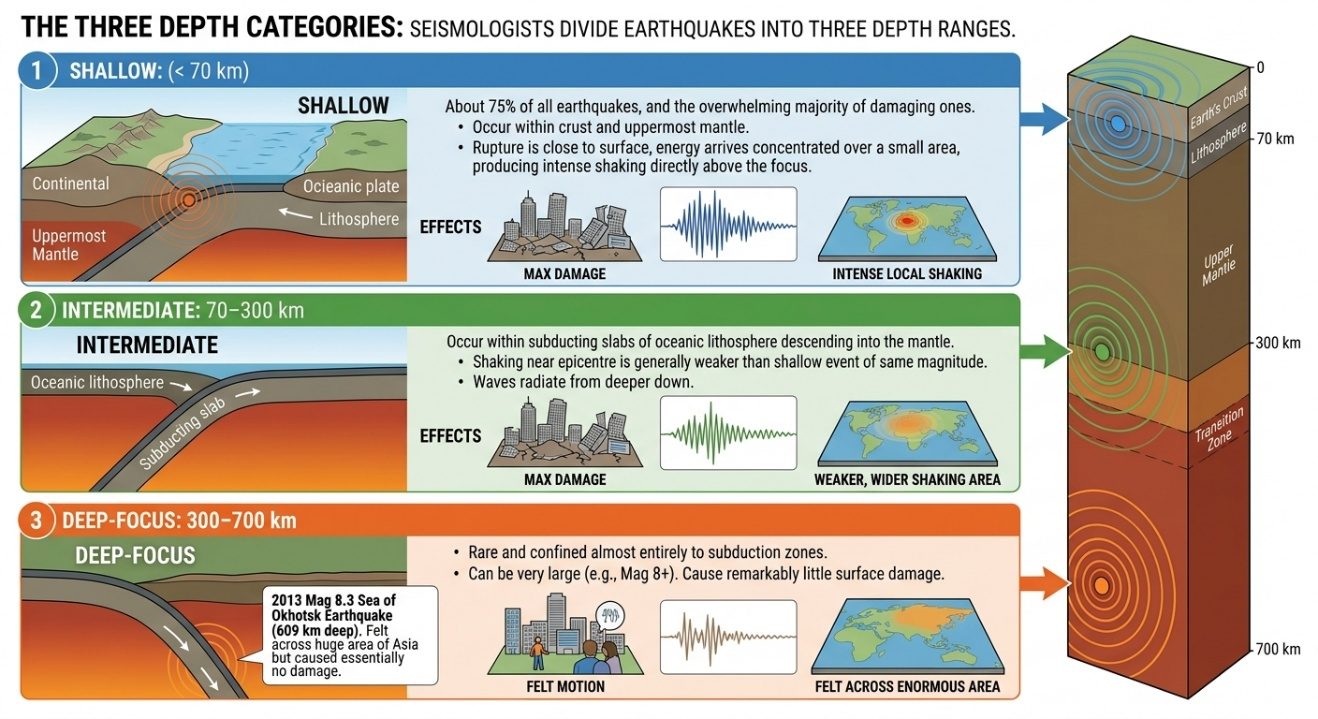 THE THREE DEPTH CATEGORIES: SEISMOLOGISTS DIVIDE EARTHQUAKES INTO THREE DEPTH RANGES.
1 SHALLOW: (< 70 km)
SHALLOW
Continental
Ocieanic plate
Lithosphere
Uppermost
Mantle
About 75% of all earthquakes, and the overwhelming majority of damaging ones.
• Occur within crust and uppermost mantle.
• Rupture is close to surface, energy arrives concentrated over a small area,
producing intense shaking directly above the focus.
EFFECTS
MAX DAMAGE
INTENSE LOCAL SHAKING
2 INTERMEDIATE: 70–300 km
INTERMEDIATE
Oceanic lithosphere
Subducting slab
Occur within subducting slabs of oceanic lithosphere descending into the mantle.
• Shaking near epicentre is generally weaker than shallow event of same magnitude.
• Waves radiate from deeper down.
EFFECTS
MAX DAMAGE
WEAKER, WIDER SHAKING AREA
3 DEEP-FOCUS: 300–700 km
DEEP-FOCUS
2013 Mag 8.3 Sea of
Okhotsk Earthquake
(609 km deep). Felt
across huge area of Asia
but caused essentially
no damage.
• Rare and confined almost entirely to subduction zones.
• Can be very large (e.g., Mag 8+). Cause remarkably little surface damage.
FELT MOTION
FELT ACROSS ENORMOUS AREA
0
Earth's Crust
Lithosphere
70 km
Upper
Mantle
300 km
Transition
Zone
700 km